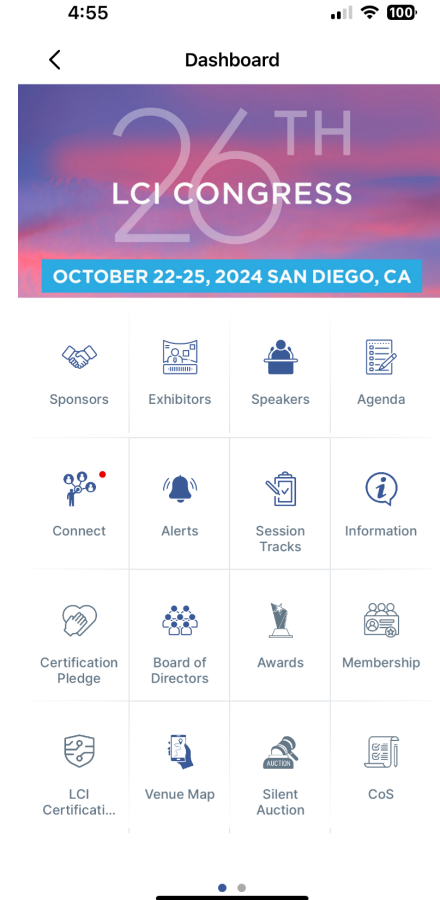 4:55
100
Dashboard
26TH
LCI CONGRESS
OCTOBER 22-25, 2024 SAN DIEGO, CA
Sponsors
Exhibitors
Speakers
Agenda
Connect
Alerts
Session
Tracks
Information
Certification
Pledge
Board of
Directors
Awards
Membership
LCI
Certificati...
Venue Map
AUCTION
Silent
Auction
CoS